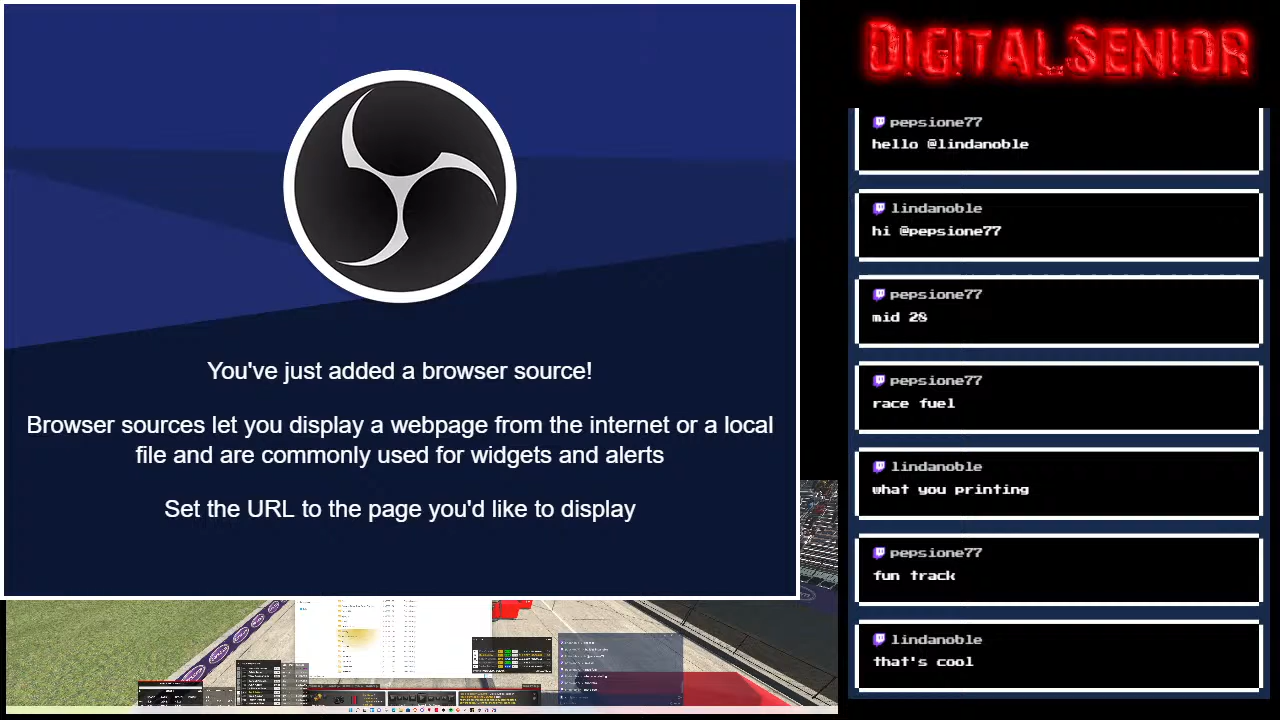 You've just added a browser source!
Browser sources let you display a webpage from the internet or a local
file and are commonly used for widgets and alerts
Set the URL to the page you'd like to display
DIGITALSENIOR
pepsione77
hello @lindanoble
lindanoble
hi @pepsione77
pepsione77
mid 28
pepsione77
race fuel
lindanoble
what you printing
pepsione77
fun track
lindanoble
that's cool